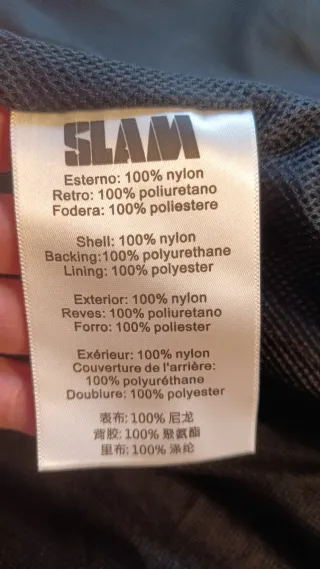 SLAM
Esterno: 100% nylon
Retro: 100% poliuretano
Fodera: 100% poliestere
Shell: 100% nylon
Backing:100% polyurethane
Lining: 100% polyester
Exterior: 100% nylon
Reves: 100% poliuretano
Forro: 100% poliester
Exérieur: 100% nylon
Couverture de l'arrière:
100% polyuréthane
Doublure: 100% polyester
表布: 100% 尼龙
背胶: 100% 聚氨酯
里布: 100% 涤纶